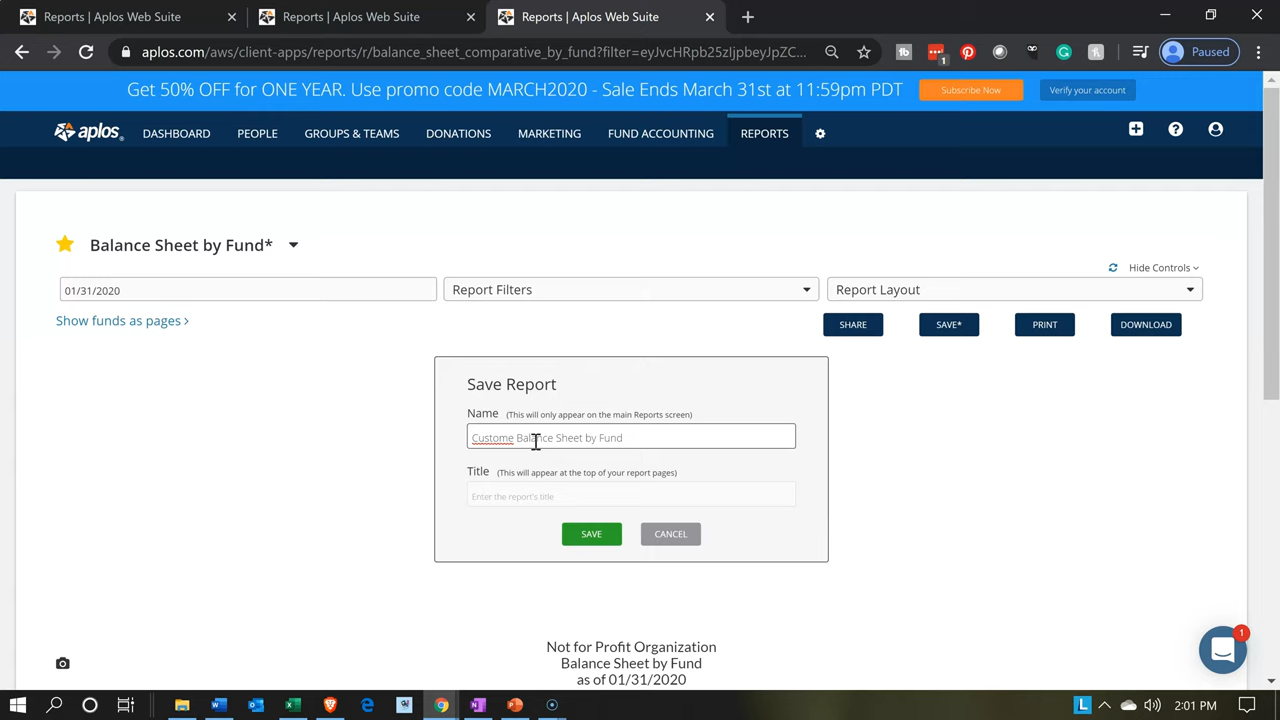 Reports | Aplos Web Suite
Reports | Aplos Web Suite
Reports | Aplos Web Suite
aplos.com/aws/client-apps/reports/r/balance_sheet_comparative_by_fund?filter=eyJvcHRpb25zIjpbeyJpZC...
1
Paused
Get 50% OFF for ONE YEAR. Use promo code MARCH2020 - Sale Ends March 31st at 11:59pm PDT
Subscribe Now
Verify your account
aplos
DASHBOARD
PEOPLE
GROUPS & TEAMS
DONATIONS
MARKETING
FUND ACCOUNTING
REPORTS
Balance Sheet by Fund*
Hide Controls
01/31/2020
Report Filters
Report Layout
Show funds as pages >
SHARE
SAVE*
PRINT
DOWNLOAD
Save Report
Name (This will only appear on the main Reports screen)
Custome Balance Sheet by Fund
Title (This will appear at the top of your report pages)
Enter the report's title
SAVE
CANCEL
Not for Profit Organization
Balance Sheet by Fund
as of 01/31/2020
1
L
2:01 PM